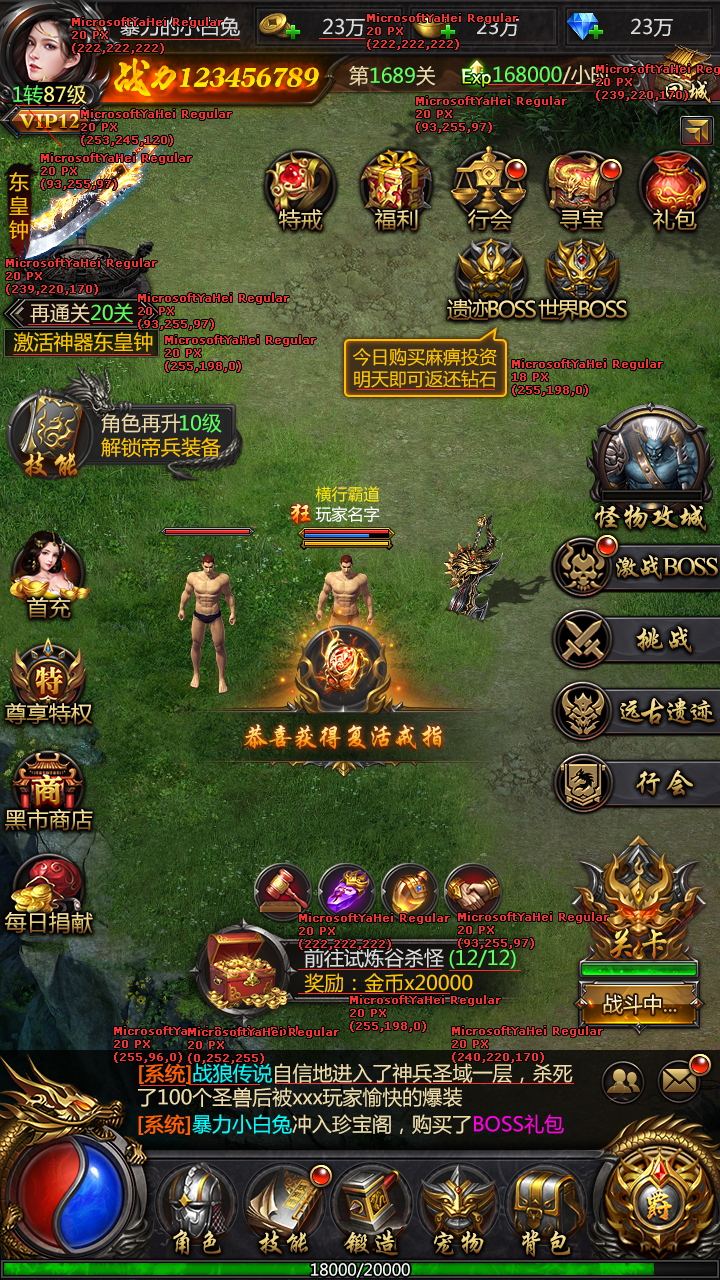 MicrosoftYaHei Regular
20 PX
(222,222,222)
暴力的小白兔
23万
MicrosoftYaHei Regular
20 PX
(222,222,222)
23万
23万
战力123456789
第1689关
Exp168000/小时
MicrosoftYaHei Regular
20 PX
(239,220,170)
回城
1转87级
VIP12
MicrosoftYaHei Regular
20 PX
(253,245,120)
MicrosoftYaHei Regular
20 PX
(93,255,97)
MicrosoftYaHei Regular
20 PX
(93,255,97)
东皇钟
特戒
福利
行会
寻宝
礼包
MicrosoftYaHei Regular
20 PX
(239,220,170)
遗迹BOSS
世界BOSS
再通关20关
MicrosoftYaHei Regular
20 PX
(93,255,97)
激活神器东皇钟
MicrosoftYaHei Regular
20 PX
(255,198,0)
今日购买麻痹投资
明天即可返还钻石
MicrosoftYaHei Regular
18 PX
(255,198,0)
技能
角色再升10级
解锁帝兵装备
横行霸道
狂 玩家名字
怪物攻城
激战BOSS
首充
挑战
尊享特权
特
远古遗迹
恭喜获得复活戒指
行会
商
黑市商店
每日捐献
MicrosoftYaHei Regular
20 PX
(222,222,222)
MicrosoftYaHei Regular
20 PX
(93,255,97)
前往试炼谷杀怪 (12/12)
奖励：金币x20000
MicrosoftYaHei Regular
20 PX
(255,198,0)
关卡
战斗中...
MicrosoftYa
20 PX
(255,96,0)
MicrosoftYaHei Regular
20 PX
(0,252,255)
MicrosoftYaHei Regular
20 PX
(240,220,170)
[系统]战狼传说自信地进入了神兵圣域一层，杀死
了100个圣兽后被xxx玩家愉快的爆装
[系统]暴力小白兔冲入珍宝阁，购买了BOSS礼包
角色
技能
锻造
宠物
背包
爵
18000/20000